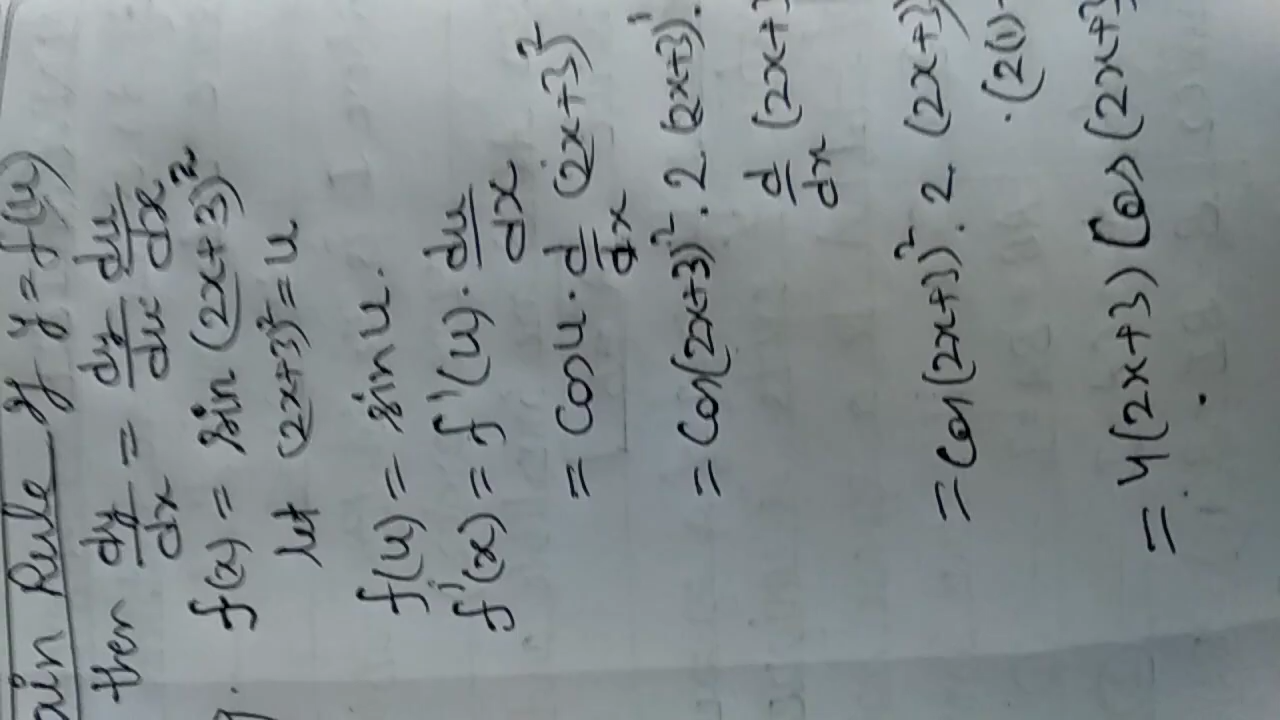 ain Rule If y=f(u)
then dy/dx = dy/du du/dx
f(x) = sin (2x+3)²
let (2x+3)² = u
f(u) = sin u.
f'(x) = f'(u) · du/dx
= cos u · d/dx (2x+3)²
= cos(2x+3)² . 2 (2x+3)¹.
d/dx (2x+3
= cos(2x+3)² . 2 (2x+3)
. (2(1)
= 4(2x+3) Cos(2x+3